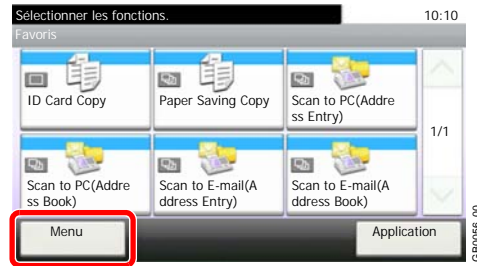 Sélectionner les fonctions.
10:10
Favoris
ID Card Copy
Paper Saving Copy
Scan to PC(Addre
ss Entry)
1/1
Scan to PC(Addre
ss Book)
Scan to E-mail(A
ddress Entry)
Scan to E-mail(A
ddress Book)
Menu
Application
GB0056_00